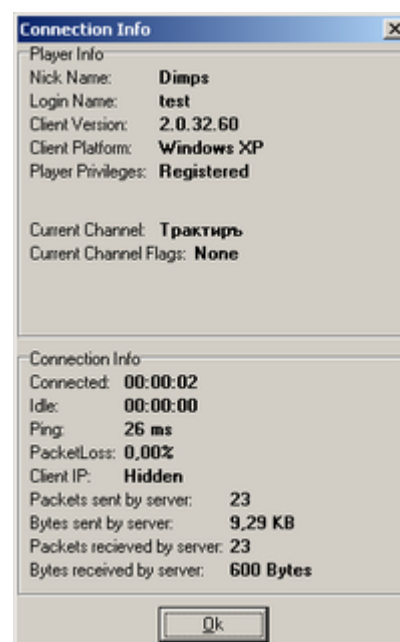 Connection Info
Player Info
Nick Name: Dimps
Login Name: test
Client Version: 2.0.32.60
Client Platform: Windows XP
Player Privileges: Registered
Current Channel: Трактиръ
Current Channel Flags: None
Connection Info
Connected: 00:00:02
Idle: 00:00:00
Ping: 26 ms
PacketLoss: 0,00%
Client IP: Hidden
Packets sent by server: 23
Bytes sent by server: 9,29 KB
Packets recieved by server: 23
Bytes received by server: 600 Bytes
Ok